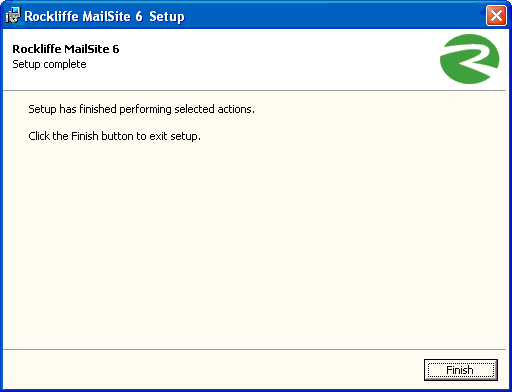 Rockliffe MailSite 6 Setup
Rockliffe MailSite 6
Setup complete
Setup has finished performing selected actions.
Click the Finish button to exit setup.
Finish